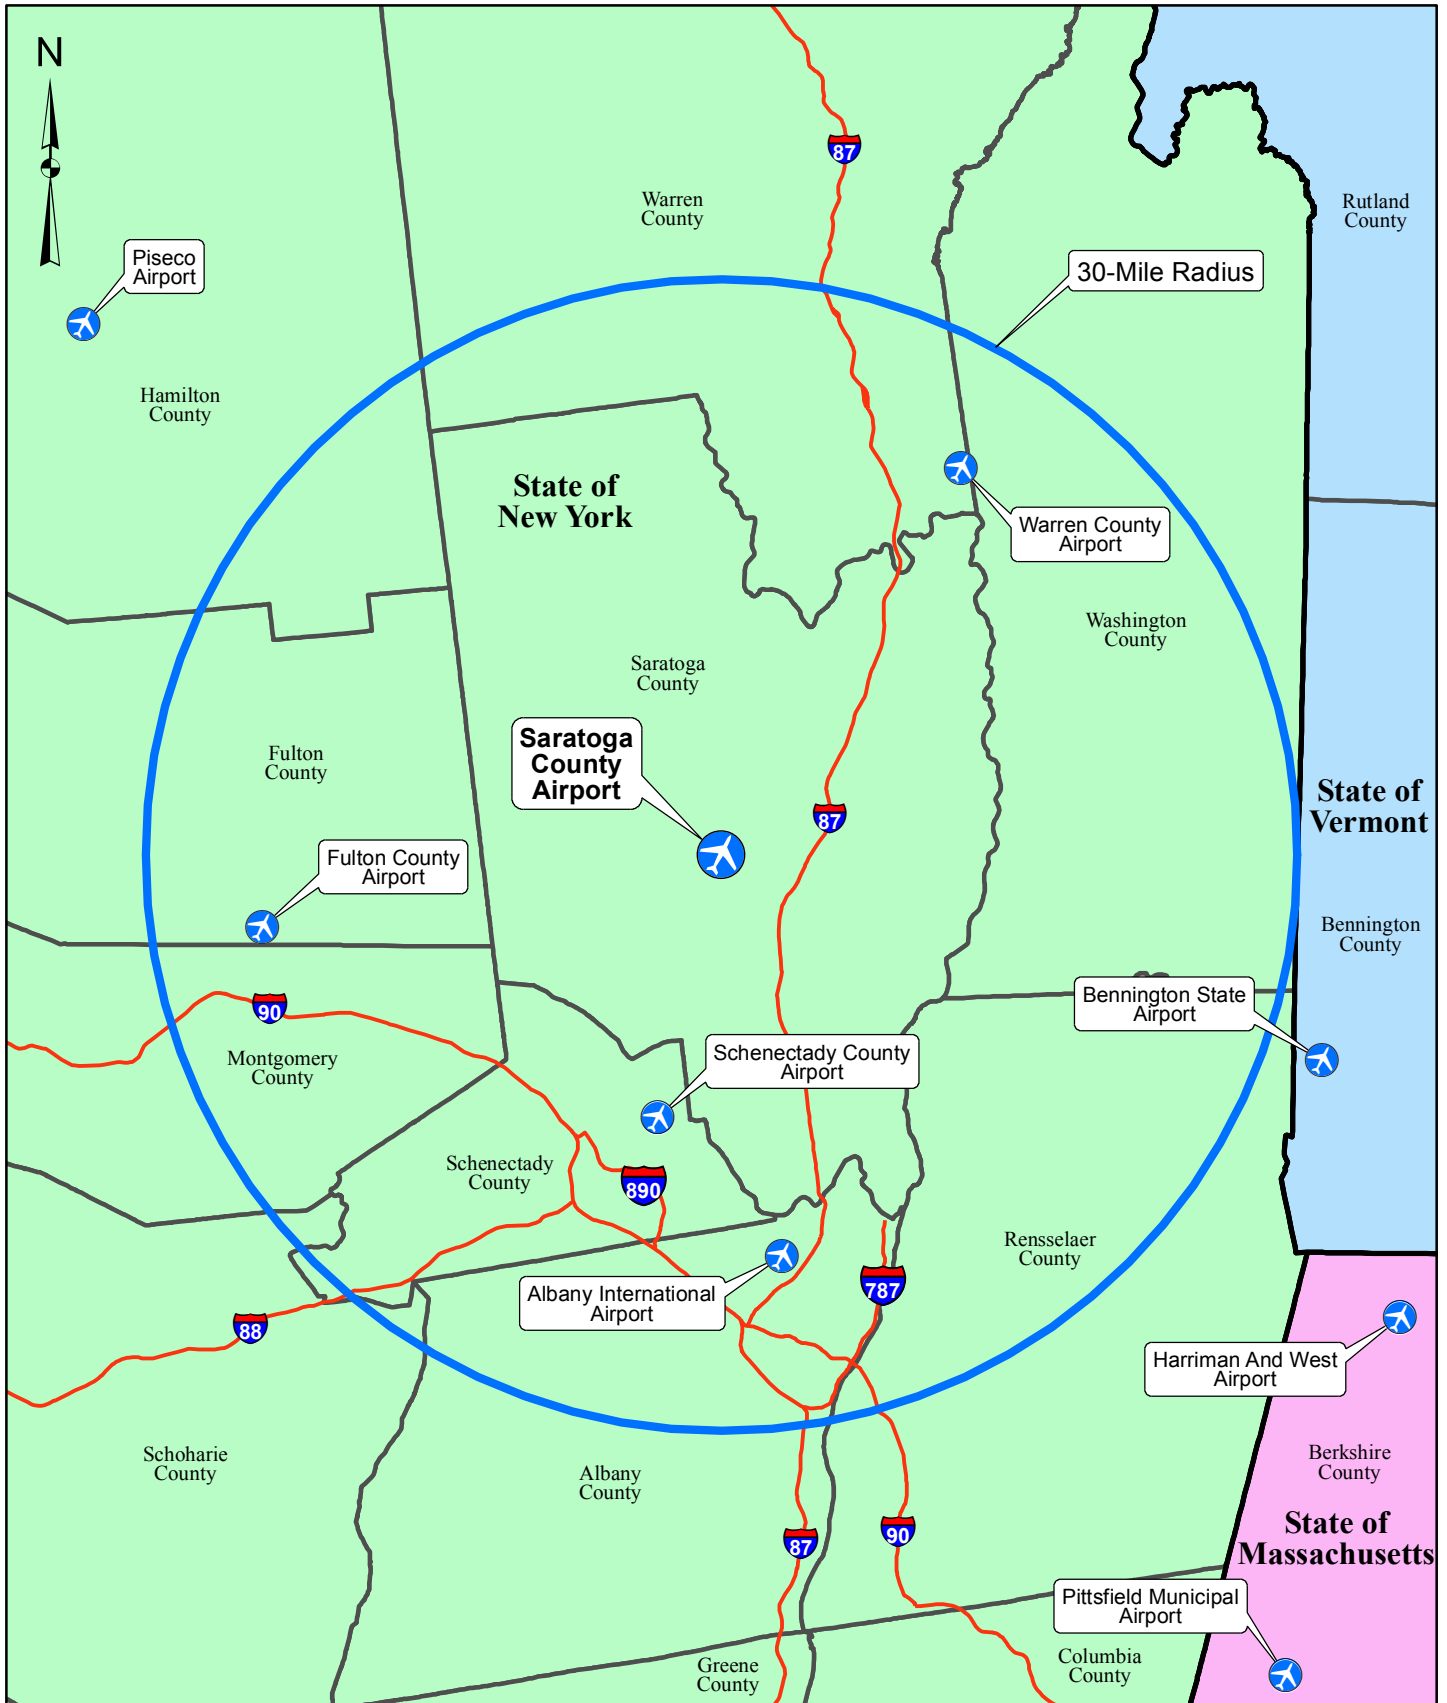 N
87
Warren
County
Rutland
County
Piseco
Airport
30-Mile Radius
Hamilton
County
State of
New York
Warren County
Airport
Washington
County
Saratoga
County
Saratoga
County
Airport
Fulton
County
87
State of
Vermont
Fulton County
Airport
Bennington
County
90
Bennington State
Airport
Montgomery
County
Schenectady County
Airport
Schenectady
County
890
Rensselaer
County
Albany International
Airport
787
88
Harriman And West
Airport
Schoharie
County
Albany
County
Berkshire
County
State of
Massachusetts
87
90
Pittsfield Municipal
Airport
Greene
County
Columbia
County